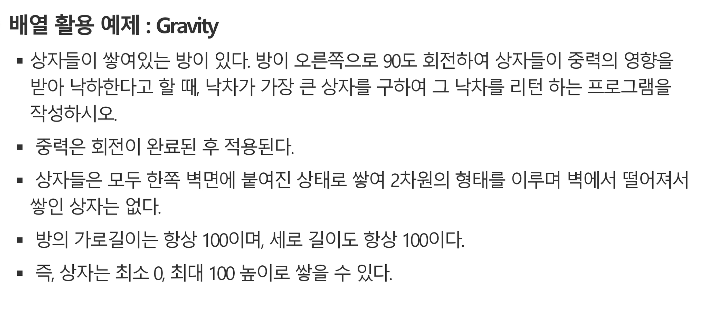 배열 활용 예제 : Gravity
▪ 상자들이 쌓여있는 방이 있다. 방이 오른쪽으로 90도 회전하여 상자들이 중력의 영향을
받아 낙하한다고 할 때, 낙차가 가장 큰 상자를 구하여 그 낙차를 리턴 하는 프로그램을
작성하시오.
▪ 중력은 회전이 완료된 후 적용된다.
▪ 상자들은 모두 한쪽 벽면에 붙여진 상태로 쌓여 2차원의 형태를 이루며 벽에서 떨어져서
쌓인 상자는 없다.
▪ 방의 가로길이는 항상 100이며, 세로 길이도 항상 100이다.
▪ 즉, 상자는 최소 0, 최대 100 높이로 쌓을 수 있다.